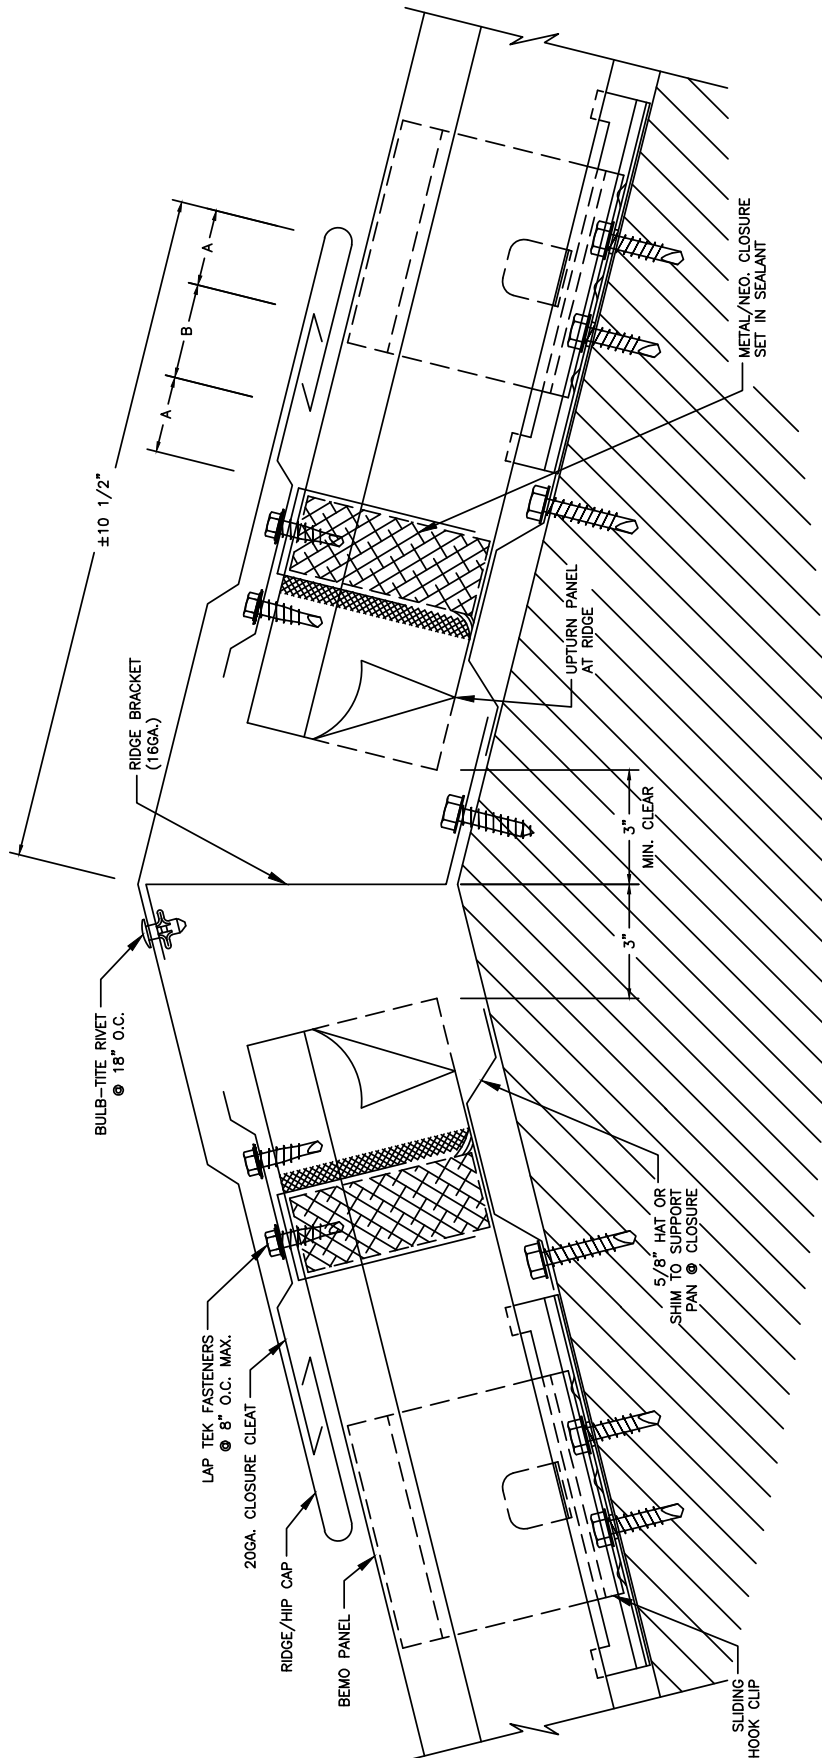 BULB-TITE RIVET
@ 18" O.C.
RIDGE BRACKET
(16GA.)
±10 1/2"
A
B
A
LAP TEK FASTENERS
@ 8" O.C. MAX.
20GA. CLOSURE CLEAT
RIDGE/HIP CAP
BEMO PANEL
SLIDING
HOOK CLIP
5/8" HAT OR
SHIM TO SUPPORT
PAN @ CLOSURE
3"
3"
MIN. CLEAR
UPTURN PANEL
AT RIDGE
METAL/NEO. CLOSURE
SET IN SEALANT